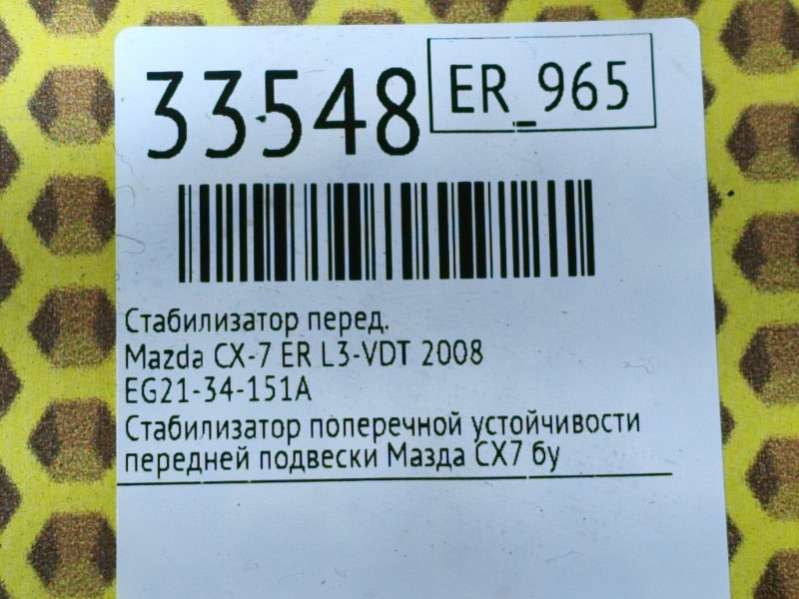 33548
ER_965
Стабилизатор перед.
Mazda CX-7 ER L3-VDT 2008
EG21-34-151A
Стабилизатор поперечной устойчивости
передней подвески Мазда СХ7 бу